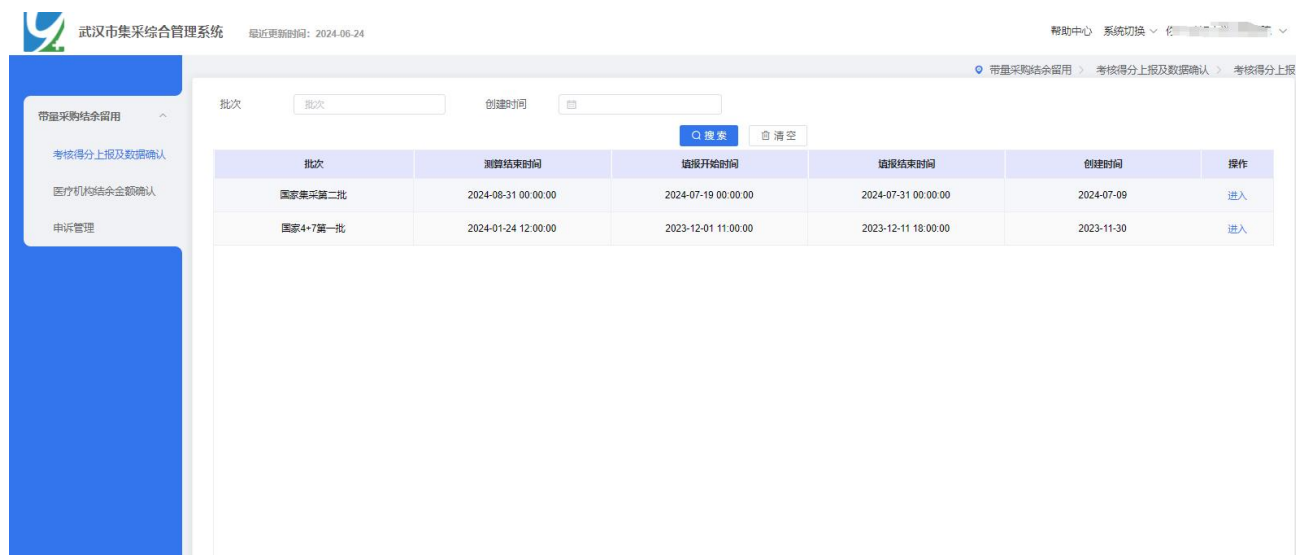 武汉市集采综合管理系统 最近更新时间：2024-06-24 帮助中心 系统切换
带量采购结余留用 > 考核得分上报及数据确认 > 考核得分上报
带量采购结余留用
考核得分上报及数据确认
医疗机构结余金额确认
申诉管理
批次 批次 创建时间
搜索 清空
批次 测算结束时间 填报开始时间 填报结束时间 创建时间 操作
国家集采第二批 2024-08-31 00:00:00 2024-07-19 00:00:00 2024-07-31 00:00:00 2024-07-09 进入
国家4+7第一批 2024-01-24 12:00:00 2023-12-01 11:00:00 2023-12-11 18:00:00 2023-11-30 进入